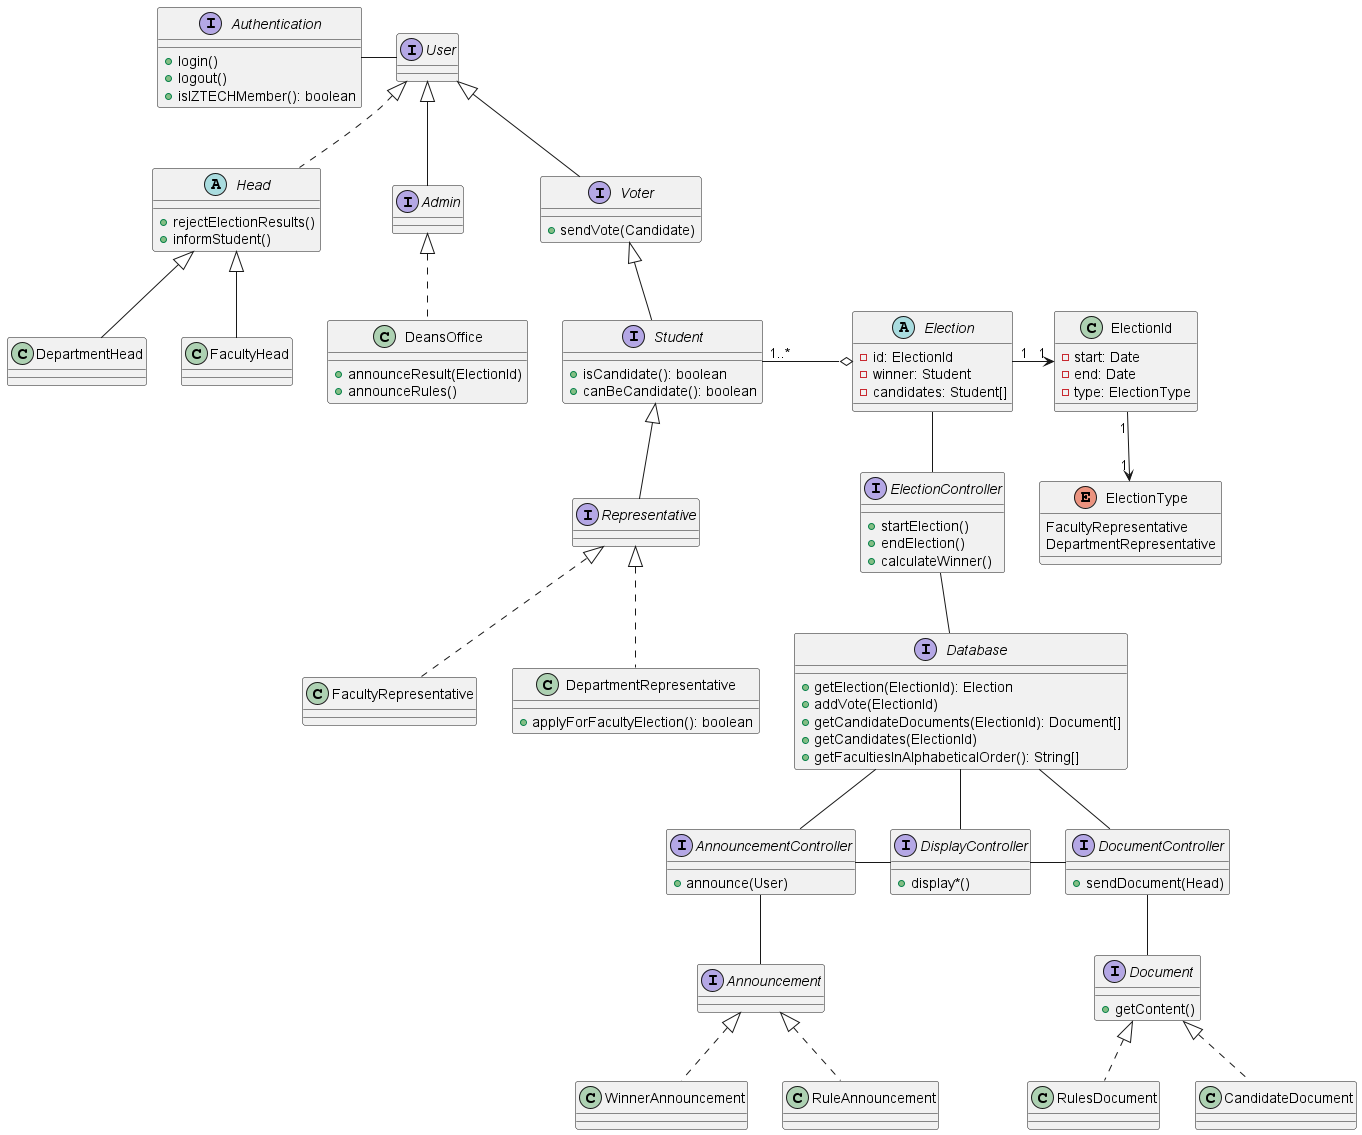 I Authentication
+ login()
+ logout()
+ isIZTECHMember(): boolean
I User
A Head
+ rejectElectionResults()
+ informStudent()
I Admin
I Voter
+ sendVote(Candidate)
C DepartmentHead
C FacultyHead
C DeansOffice
announceResult(ElectionId)
announceRules()
I Student
isCandidate(): boolean
canBeCandidate(): boolean
1..*
A Election
id: ElectionId
winner: Student
candidates: Student[]
1 1
C ElectionId
start: Date
end: Date
type: ElectionType
1
1
I ElectionController
startElection()
endElection()
calculateWinner()
E ElectionType
FacultyRepresentative
DepartmentRepresentative
I Representative
C FacultyRepresentative
C DepartmentRepresentative
applyForFacultyElection(): boolean
I Database
getElection(ElectionId): Election
addVote(ElectionId)
getCandidateDocuments(ElectionId): Document[]
getCandidates(ElectionId)
getFacultiesInAlphabeticalOrder(): String[]
I AnnouncementController
announce(User)
I DisplayController
display*()
I DocumentController
sendDocument(Head)
I Announcement
I Document
getContent()
C WinnerAnnouncement
C RuleAnnouncement
C RulesDocument
C CandidateDocument